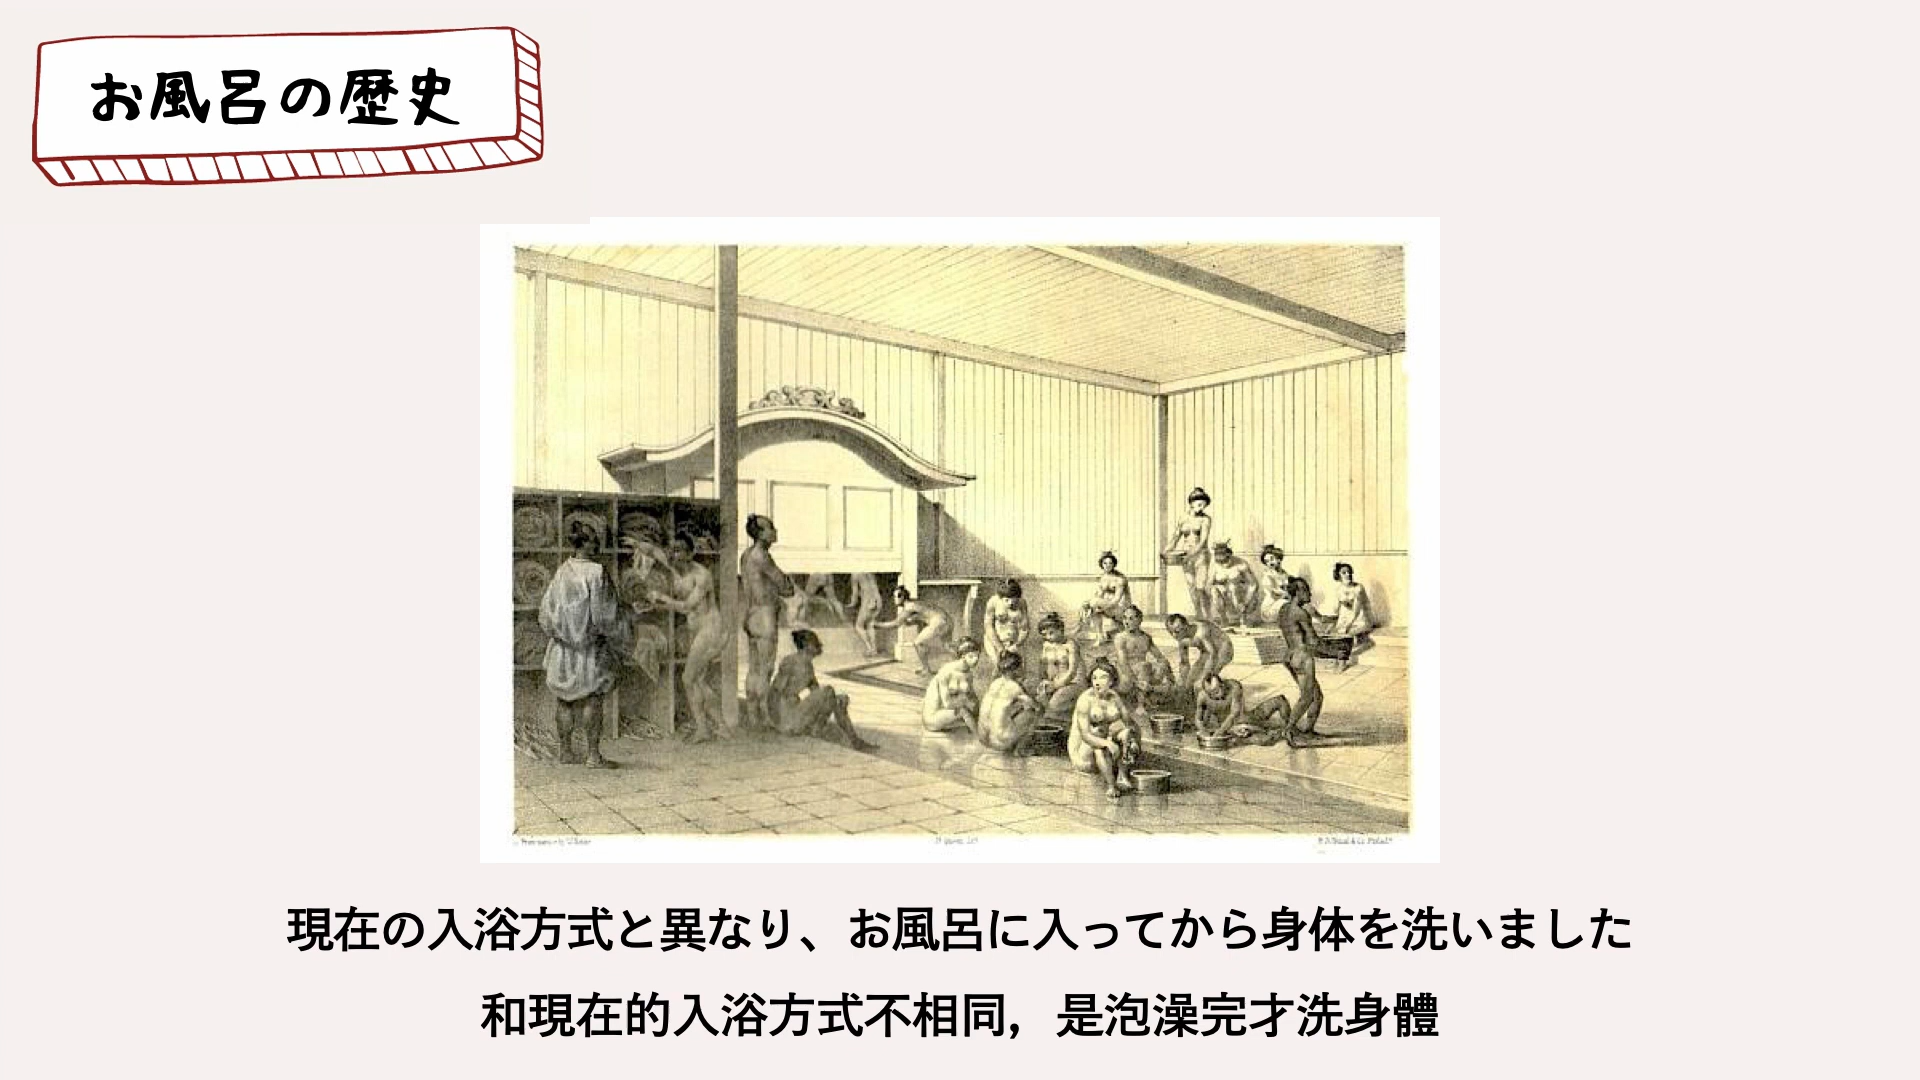 お風呂の歴史
現在の入浴方式と異なり、お風呂に入ってから身体を洗いました
和現在的入浴方式不相同，是泡澡完才洗身體